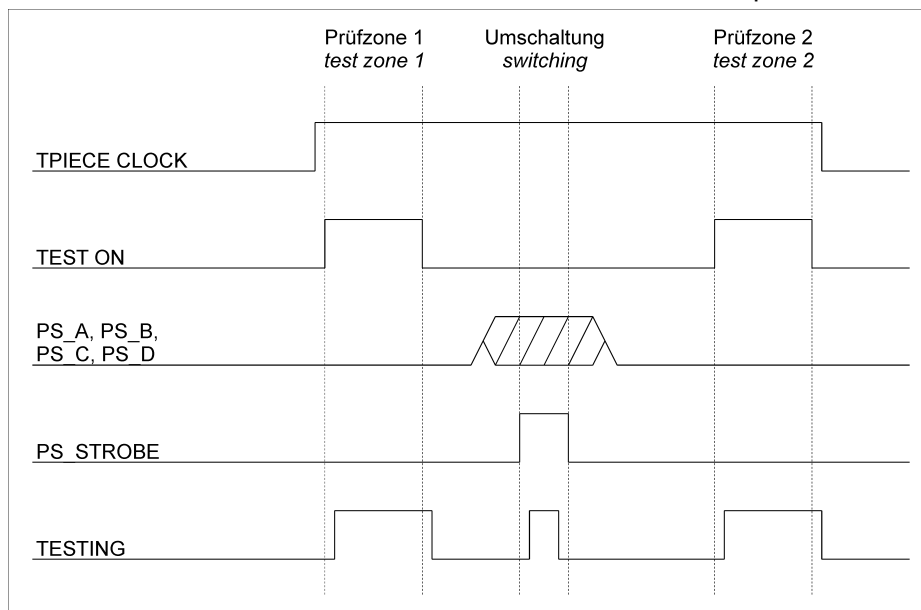 Prüfzone 1
test zone 1
Umschaltung
switching
Prüfzone 2
test zone 2
TPIECE CLOCK
TEST ON
PS_A, PS_B,
PS_C, PS_D
PS_STROBE
TESTING